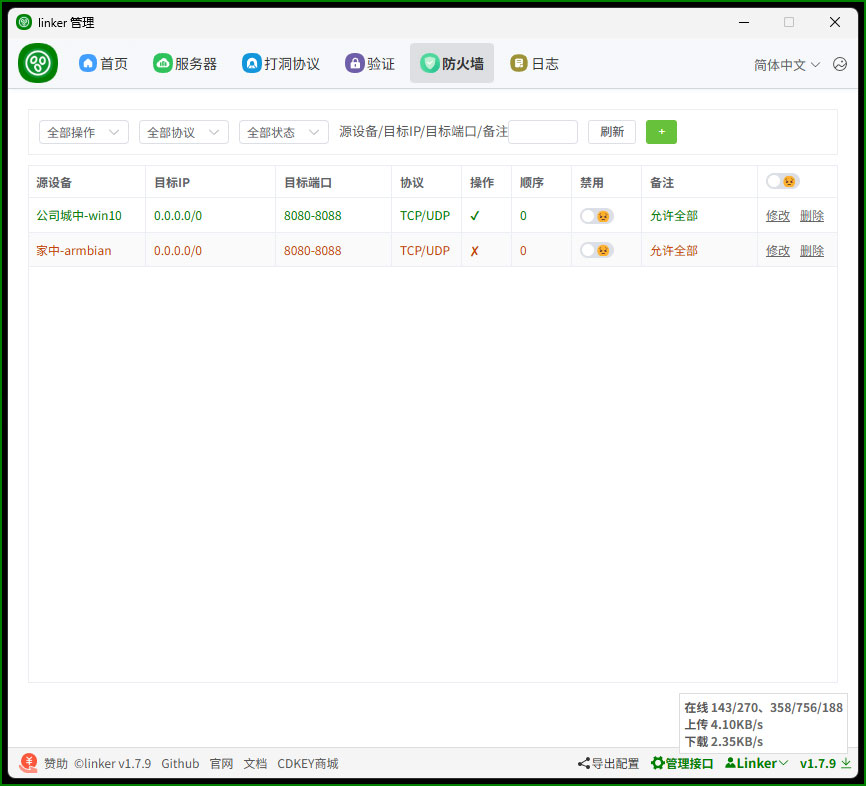 linker 管理
首页 服务器 打洞协议 验证 防火墙 日志 简体中文
全部操作 全部协议 全部状态 源设备/目标IP/目标端口/备注 刷新 +
源设备 目标IP 目标端口 协议 操作 顺序 禁用 备注
公司城中-win10 0.0.0.0/0 8080-8088 TCP/UDP ✓ 0 允许全部 修改 删除
家中-armbian 0.0.0.0/0 8080-8088 TCP/UDP ✗ 0 允许全部 修改 删除
在线 143/270、358/756/188
上传 4.10KB/s
下载 2.35KB/s
赞助 ©linker v1.7.9 Github 官网 文档 CDKEY商城 导出配置 管理接口 Linker v1.7.9